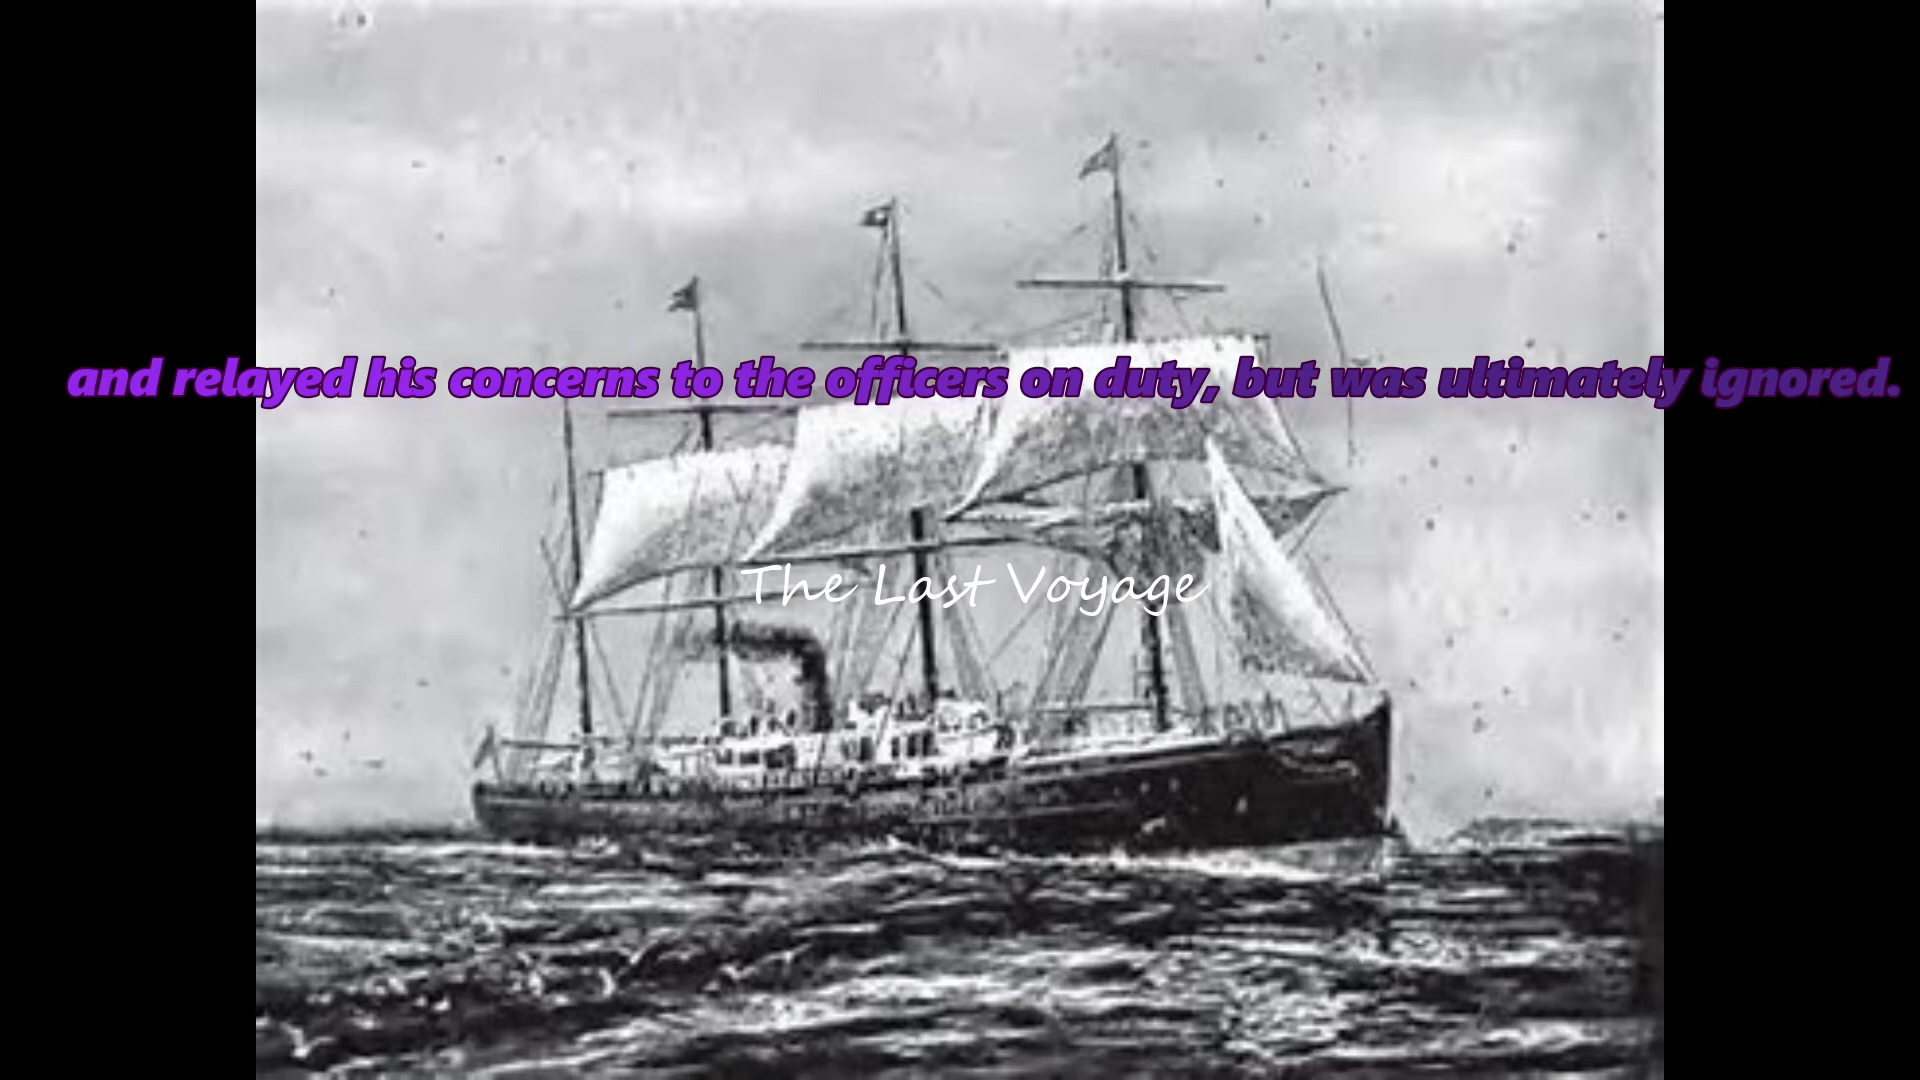 and relayed his concerns to the officers on duty, but was ultimately ignored.
The Last Voyage